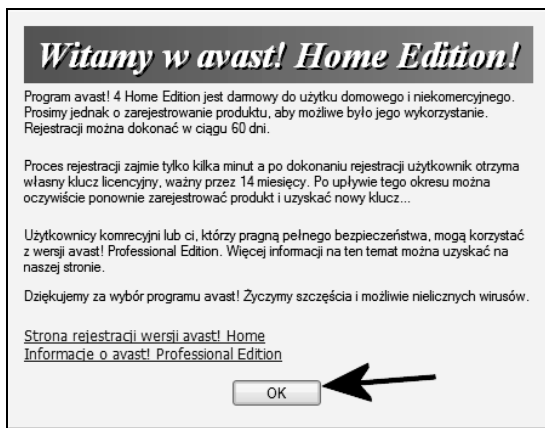 Witamy w avast! Home Edition!
Program avast! 4 Home Edition jest darmowy do użytku domowego i niekomercyjnego.
Prosimy jednak o zarejestrowanie produktu, aby możliwe było jego wykorzystanie.
Rejestracji można dokonać w ciągu 60 dni.
Proces rejestracji zajmie tylko kilka minut a po dokonaniu rejestracji użytkownik otrzyma
własny klucz licencyjny, ważny przez 14 miesięcy. Po upływie tego okresu można
oczywiście ponownie zarejestrować produkt i uzyskać nowy klucz...
Użytkownicy komrecyjni lub ci, którzy pragną pełnego bezpieczeństwa, mogą korzystać
z wersji avast! Professional Edition. Więcej informacji na ten temat można uzyskać na
naszej stronie.
Dziękujemy za wybór programu avast! Życzymy szczęścia i możliwie nielicznych wirusów.
Strona rejestracji wersji avast! Home
Informacje o avast! Professional Edition
OK